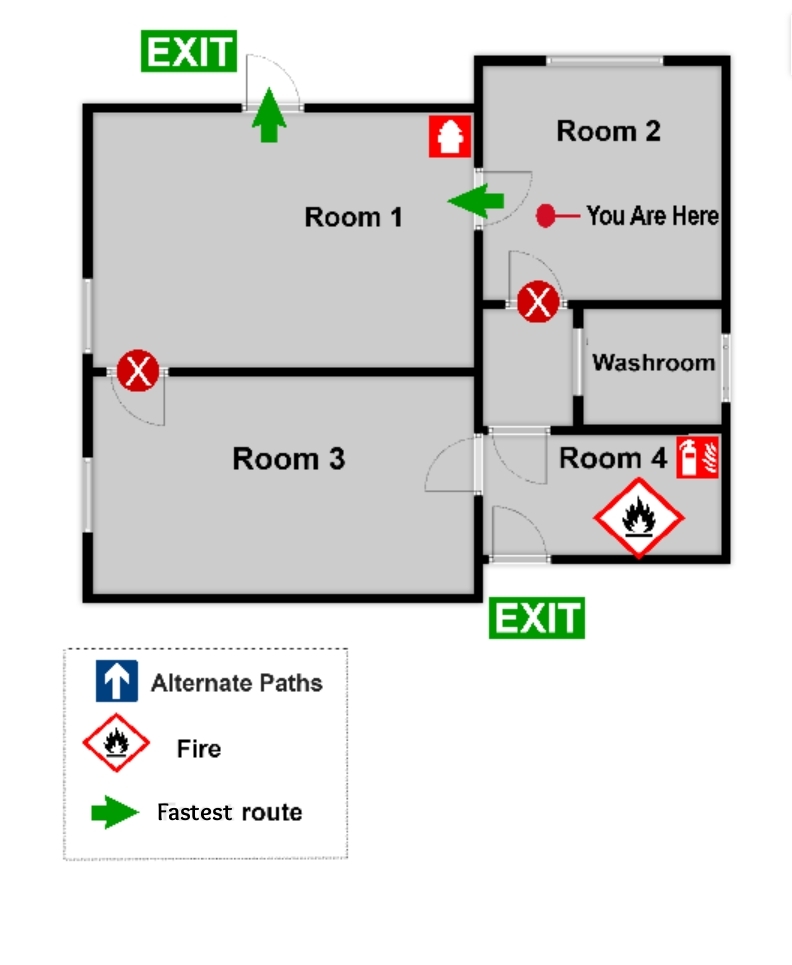 EXIT
Room 2
Room 1
You Are Here
X
X
Washroom
Room 3
Room 4
EXIT
Alternate Paths
Fire
Fastest route